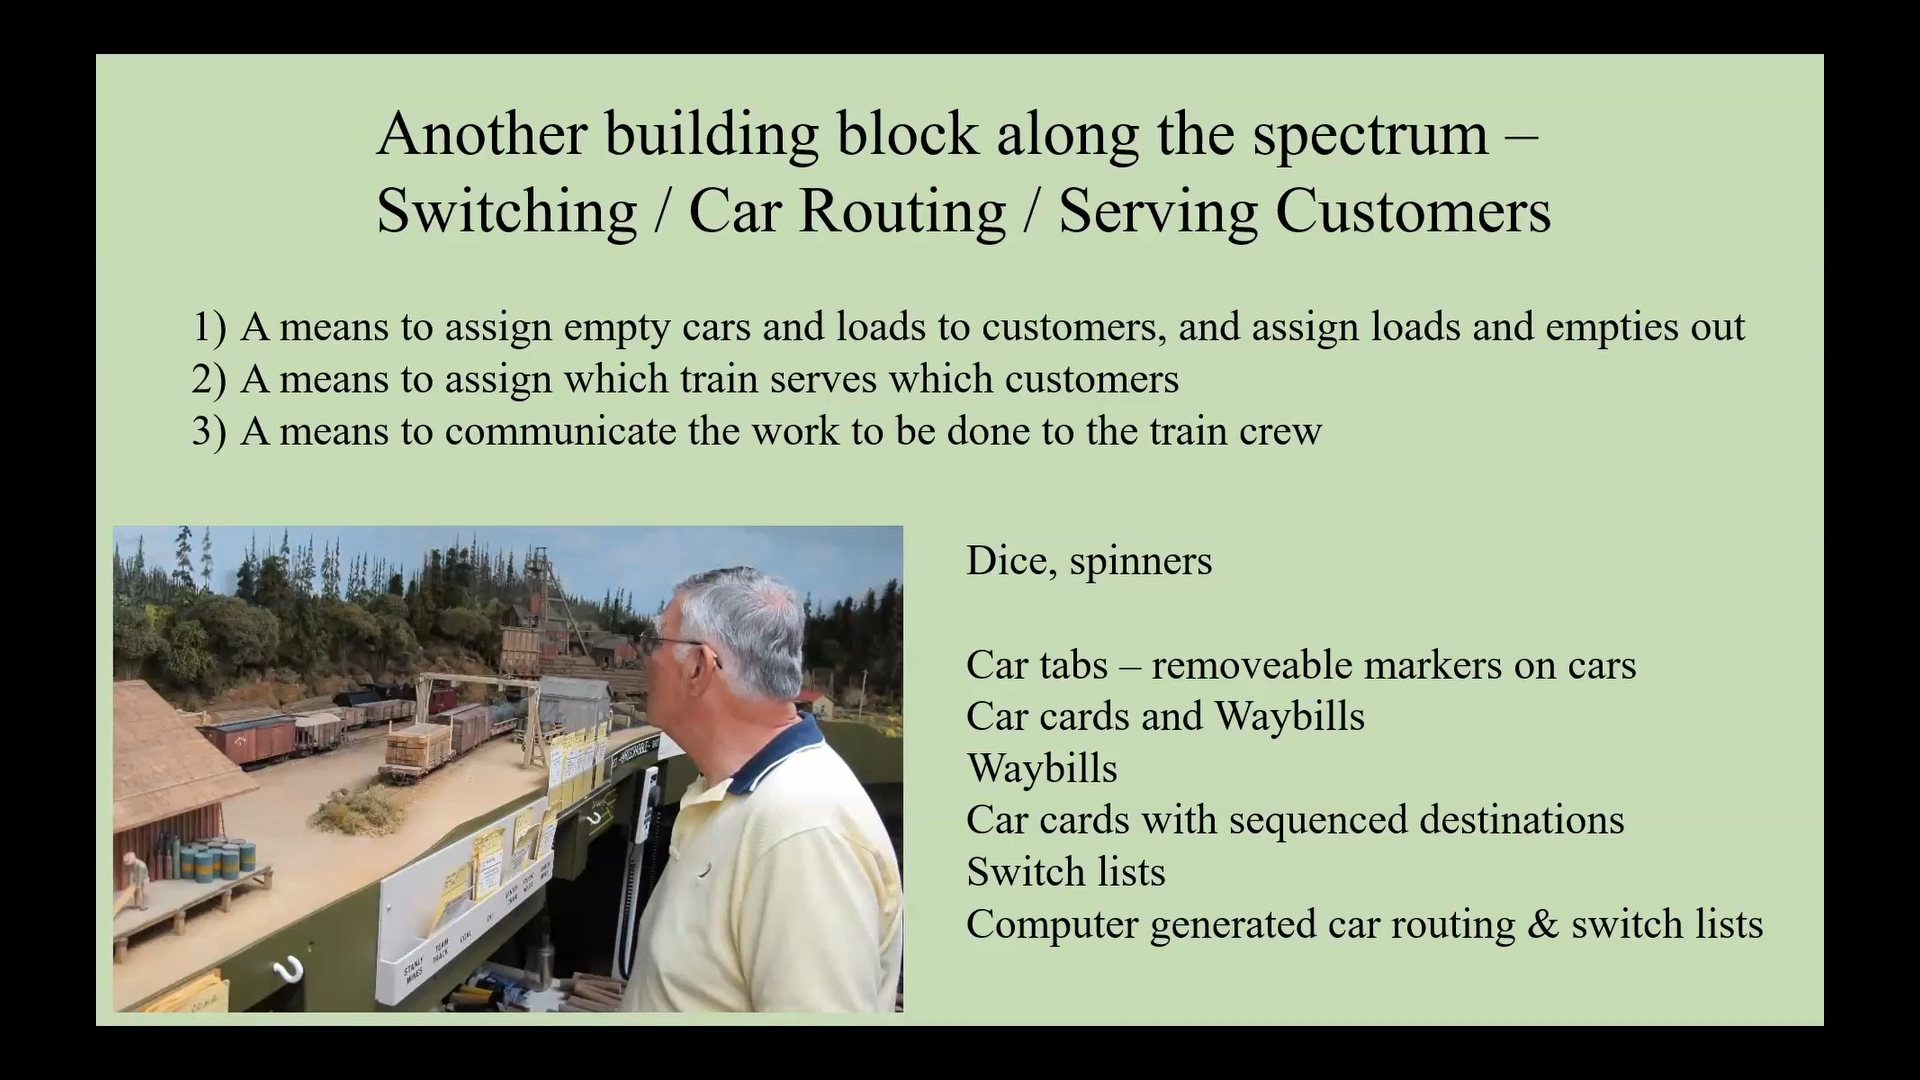 Another building block along the spectrum –
Switching / Car Routing / Serving Customers
1) A means to assign empty cars and loads to customers, and assign loads and empties out
2) A means to assign which train serves which customers
3) A means to communicate the work to be done to the train crew
Dice, spinners
Car tabs – removeable markers on cars
Car cards and Waybills
Waybills
Car cards with sequenced destinations
Switch lists
Computer generated car routing & switch lists
STANLY
MINES
TEAM
TRACK